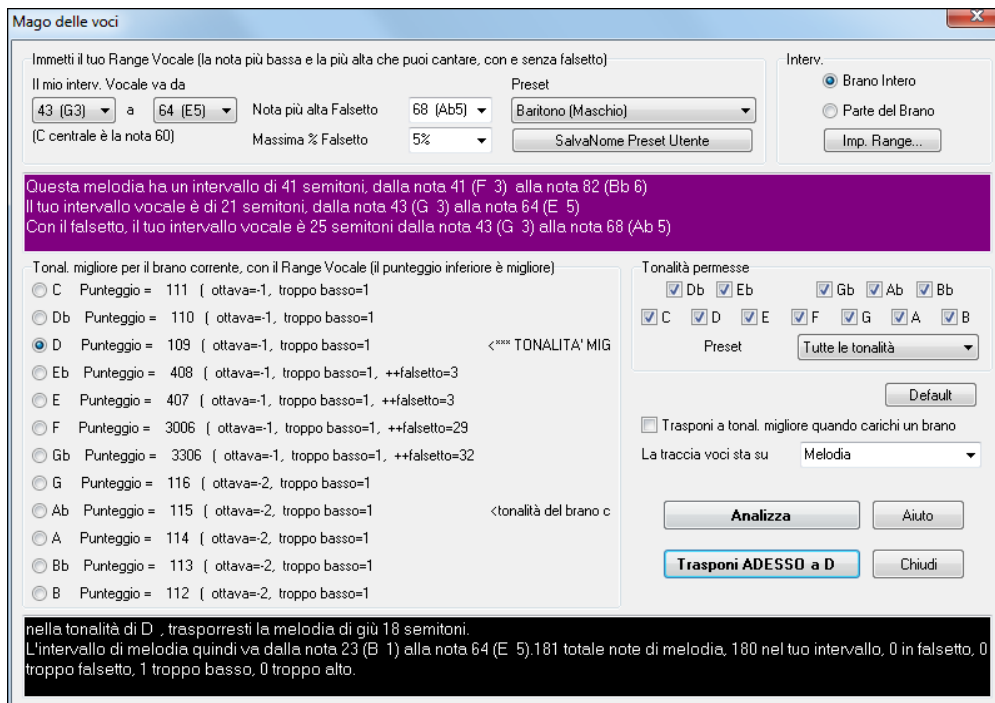 Mago delle voci
Immetti il tuo Range Vocale (la nota più bassa e la più alta che puoi cantare, con e senza falsetto)
Il mio interv. Vocale va da
43 (G3) a 64 (E5)
(C centrale è la nota 60)
Nota più alta Falsetto 68 (Ab5)
Massima % Falsetto 5%
Preset
Baritono (Maschio)
SalvaNome Preset Utente
Interv.
Brano Intero
Parte del Brano
Imp. Range...
Questa melodia ha un intervallo di 41 semitoni, dalla nota 41 (F 3) alla nota 82 (Bb 6)
Il tuo intervallo vocale è di 21 semitoni, dalla nota 43 (G 3) alla nota 64 (E 5)
Con il falsetto, il tuo intervallo vocale è 25 semitoni dalla nota 43 (G 3) alla nota 68 (Ab 5)
Tonal. migliore per il brano corrente, con il Range Vocale (il punteggio inferiore è migliore)
C Punteggio = 111 ( ottava=-1, troppo basso=1
Db Punteggio = 110 ( ottava=-1, troppo basso=1
D Punteggio = 109 ( ottava=-1, troppo basso=1 <*** TONALITA' MIG
Eb Punteggio = 408 ( ottava=-1, troppo basso=1, ++falsetto=3
E Punteggio = 407 ( ottava=-1, troppo basso=1, ++falsetto=3
F Punteggio = 3006 ( ottava=-1, troppo basso=1, ++falsetto=29
Gb Punteggio = 3306 ( ottava=-1, troppo basso=1, ++falsetto=32
G Punteggio = 116 ( ottava=-2, troppo basso=1
Ab Punteggio = 115 ( ottava=-2, troppo basso=1 <tonalità del brano c
A Punteggio = 114 ( ottava=-2, troppo basso=1
Bb Punteggio = 113 ( ottava=-2, troppo basso=1
B Punteggio = 112 ( ottava=-2, troppo basso=1
Tonalità permesse
Db Eb Gb Ab Bb
C D E F G A B
Preset Tutte le tonalità
Default
Trasponi a tonal. migliore quando carichi un brano
La traccia voci sta su Melodia
Analizza Aiuto
Trasponi ADESSO a D Chiudi
nella tonalità di D , trasporresti la melodia di giù 18 semitoni.
L'intervallo di melodia quindi va dalla nota 23 (B 1) alla nota 64 (E 5).181 totale note di melodia, 180 nel tuo intervallo, 0 in falsetto, 0
troppo falsetto, 1 troppo basso, 0 troppo alto.